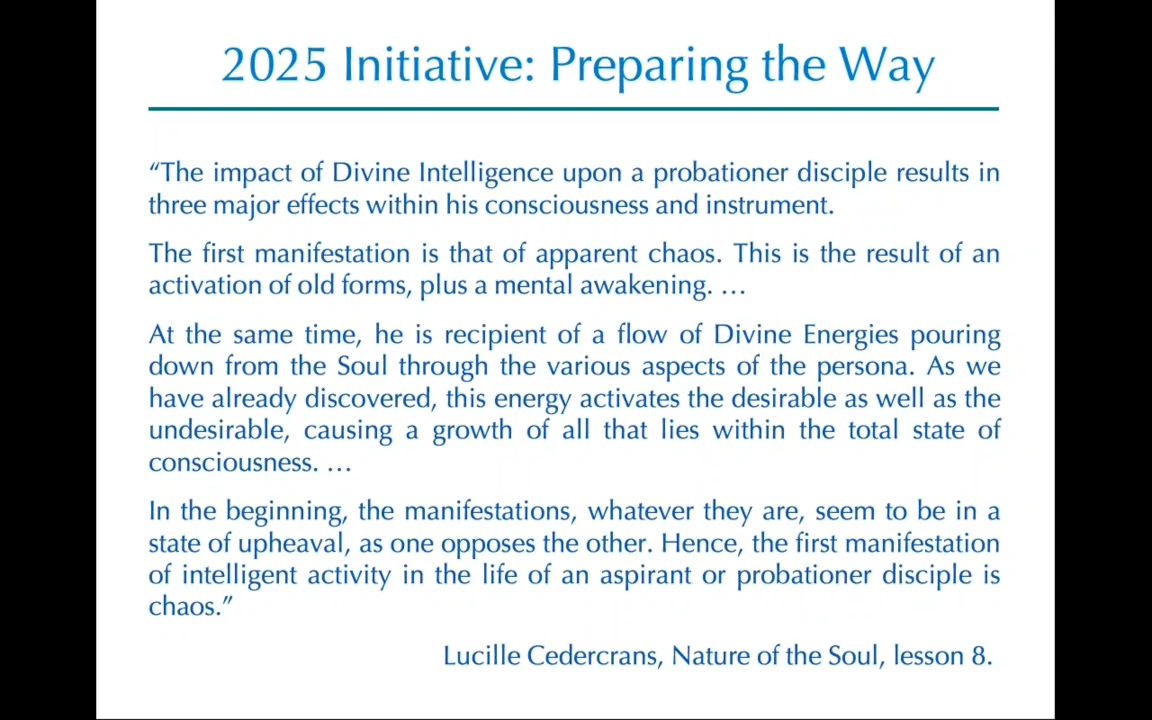 2025 Initiative: Preparing the Way
“The impact of Divine Intelligence upon a probationer disciple results in
three major effects within his consciousness and instrument.
The first manifestation is that of apparent chaos. This is the result of an
activation of old forms, plus a mental awakening. …
At the same time, he is recipient of a flow of Divine Energies pouring
down from the Soul through the various aspects of the persona. As we
have already discovered, this energy activates the desirable as well as the
undesirable, causing a growth of all that lies within the total state of
consciousness. …
In the beginning, the manifestations, whatever they are, seem to be in a
state of upheaval, as one opposes the other. Hence, the first manifestation
of intelligent activity in the life of an aspirant or probationer disciple is
chaos.”
Lucille Cedercrans, Nature of the Soul, lesson 8.